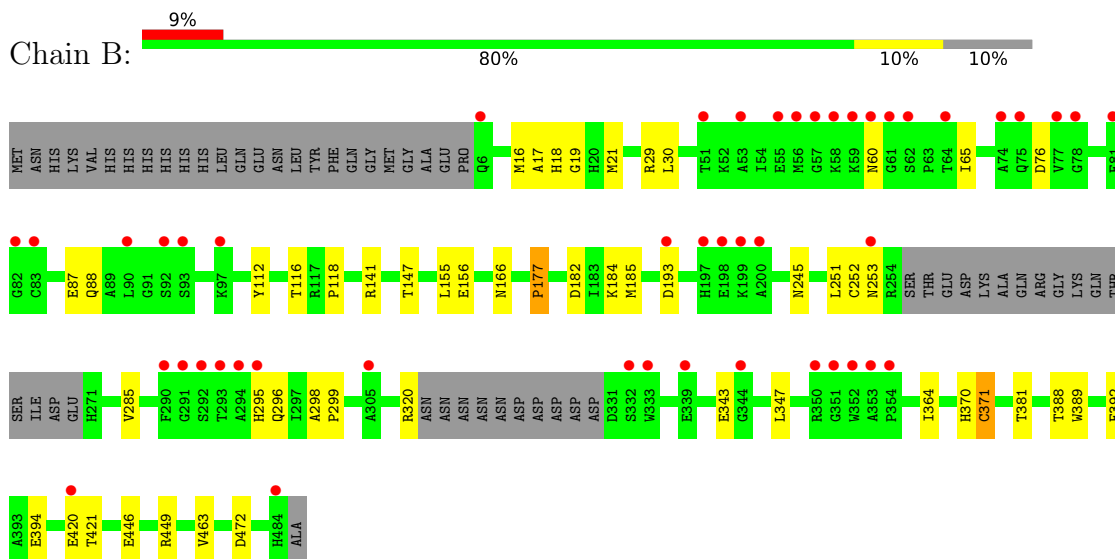 9%
Chain B:
80% 10% 10%
MET ASN HIS LYS VAL HIS HIS HIS HIS HIS HIS LEU GLN GLU ASN LEU TYR PHE GLN GLY MET GLY ALA GLU PRO Q6 M16 A17 H18 G19 H20 M21 R29 L30 T51 K52 A53 I54 E55 M56 G57 K58 K59 N60 G61 S62 P63 T64 I65 A74 Q75 D76 V77 G78
G82 C83 E87 Q88 A89 L90 G91 S92 S93 K97 Y112 T116 R117 P118 R141 T147 L155 E156 N166 P177 D182 I183 K184 M185 D193 H197 E198 K199 A200 N245 L251 C252 N253 R254 SER THR GLU ASP LYS ALA GLN ARG GLY LYS GLN THR
SER ILE ASP GLU H271 V285 F290 G291 S292 T293 A294 H295 Q296 I297 A298 P299 A305 R320 ASN ASN ASN ASN ASP ASP ASP ASP ASP D331 S332 W333 E339 E343 G344 L347 R350 G351 W352 A353 P354 I364 H370 C371 T381 T388 W389
A393 E394 E420 T421 E446 R449 V463 D472 H484 ALA